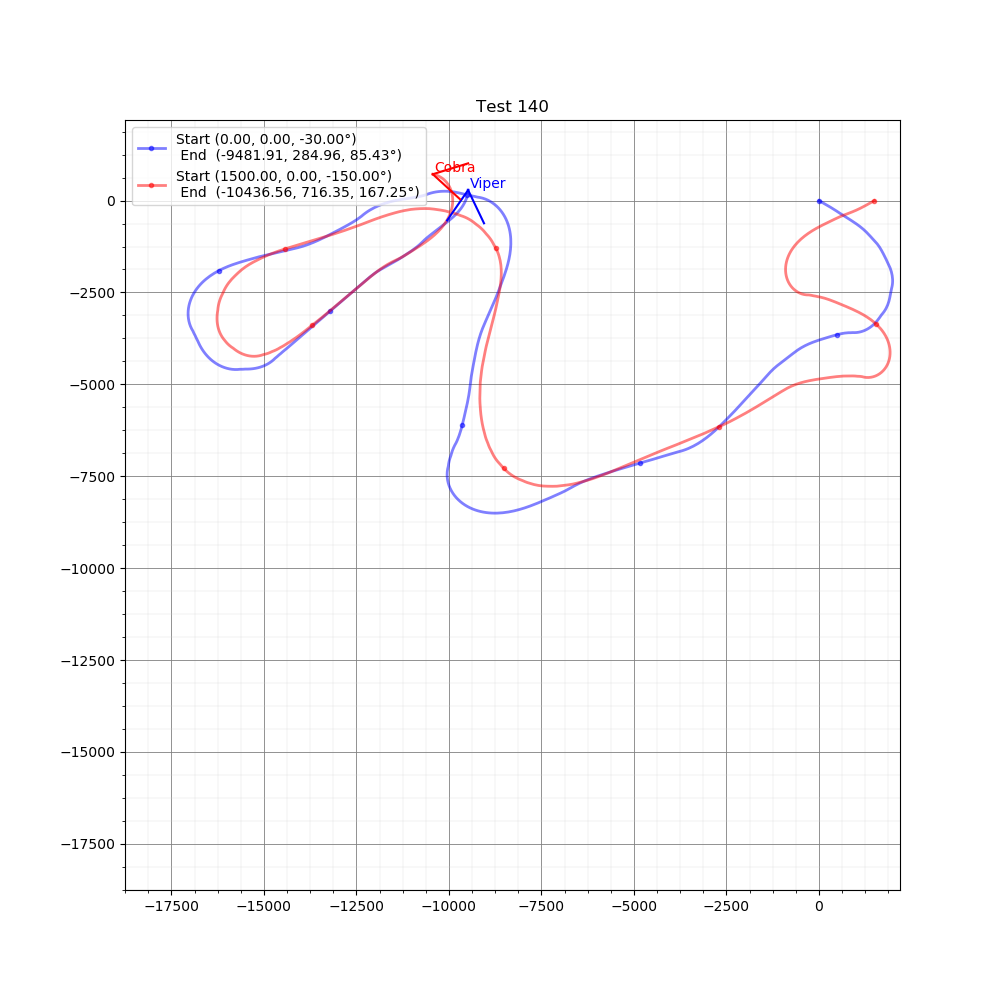 Test 140
Start (0.00, 0.00, -30.00°)
End (-9481.91, 284.96, 85.43°)
Start (1500.00, 0.00, -150.00°)
End (-10436.56, 716.35, 167.25°)
Cobra
Viper
0
−2500
−5000
−7500
−10000
−12500
−15000
−17500
−17500 −15000 −12500 −10000 −7500 −5000 −2500 0